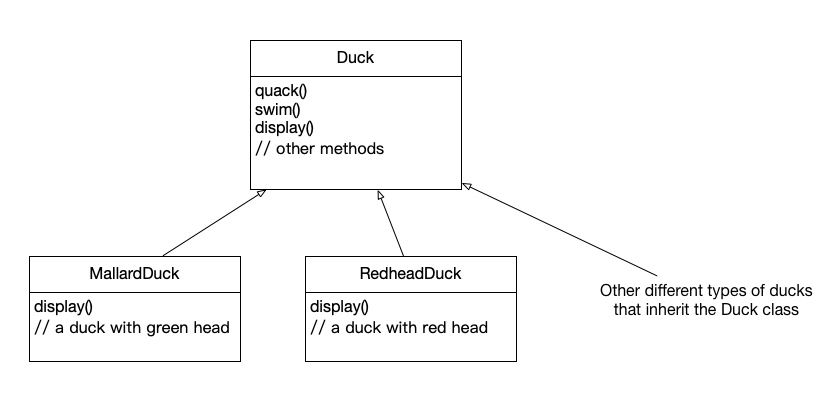 Duck
quack()
swim()
display()
// other methods
MallardDuck
display()
// a duck with green head
RedheadDuck
display()
// a duck with red head
Other different types of ducks
that inherit the Duck class